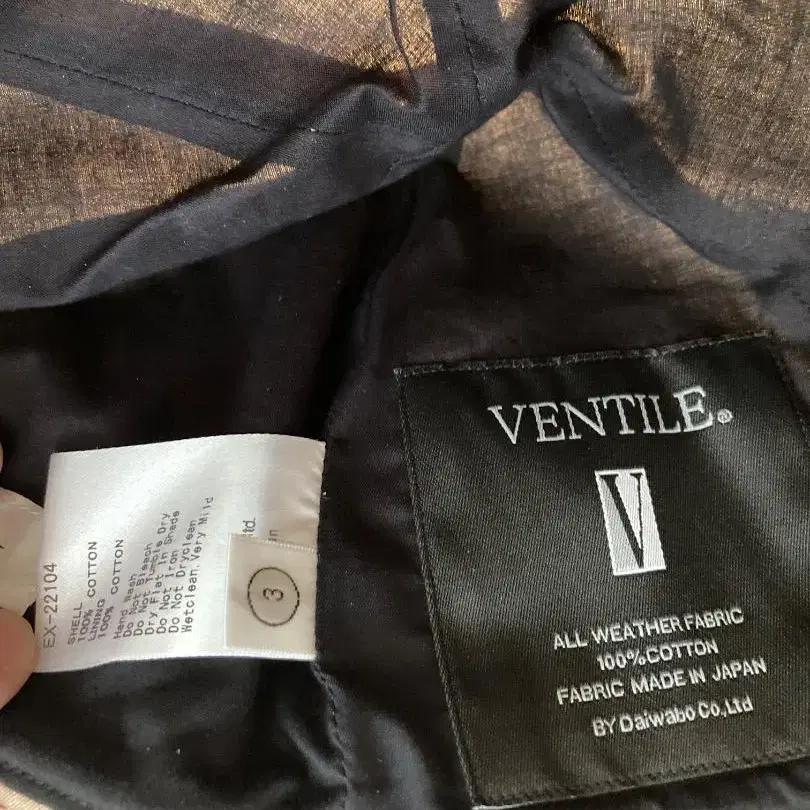 EX-22104
SHELL COTTON
100% COTTON
LINING
100% COTTON
Hand Wash
Do Not Bleach
Do Not Tumble Dry
Dry Flat In Shade
Do Not Iron
Do Not Dryclean
Wetclean, Very Mild
td.
3
VENTILE®
V
ALL WEATHER FABRIC
100%COTTON
FABRIC MADE IN JAPAN
BY Daiwabo Co,.Ltd